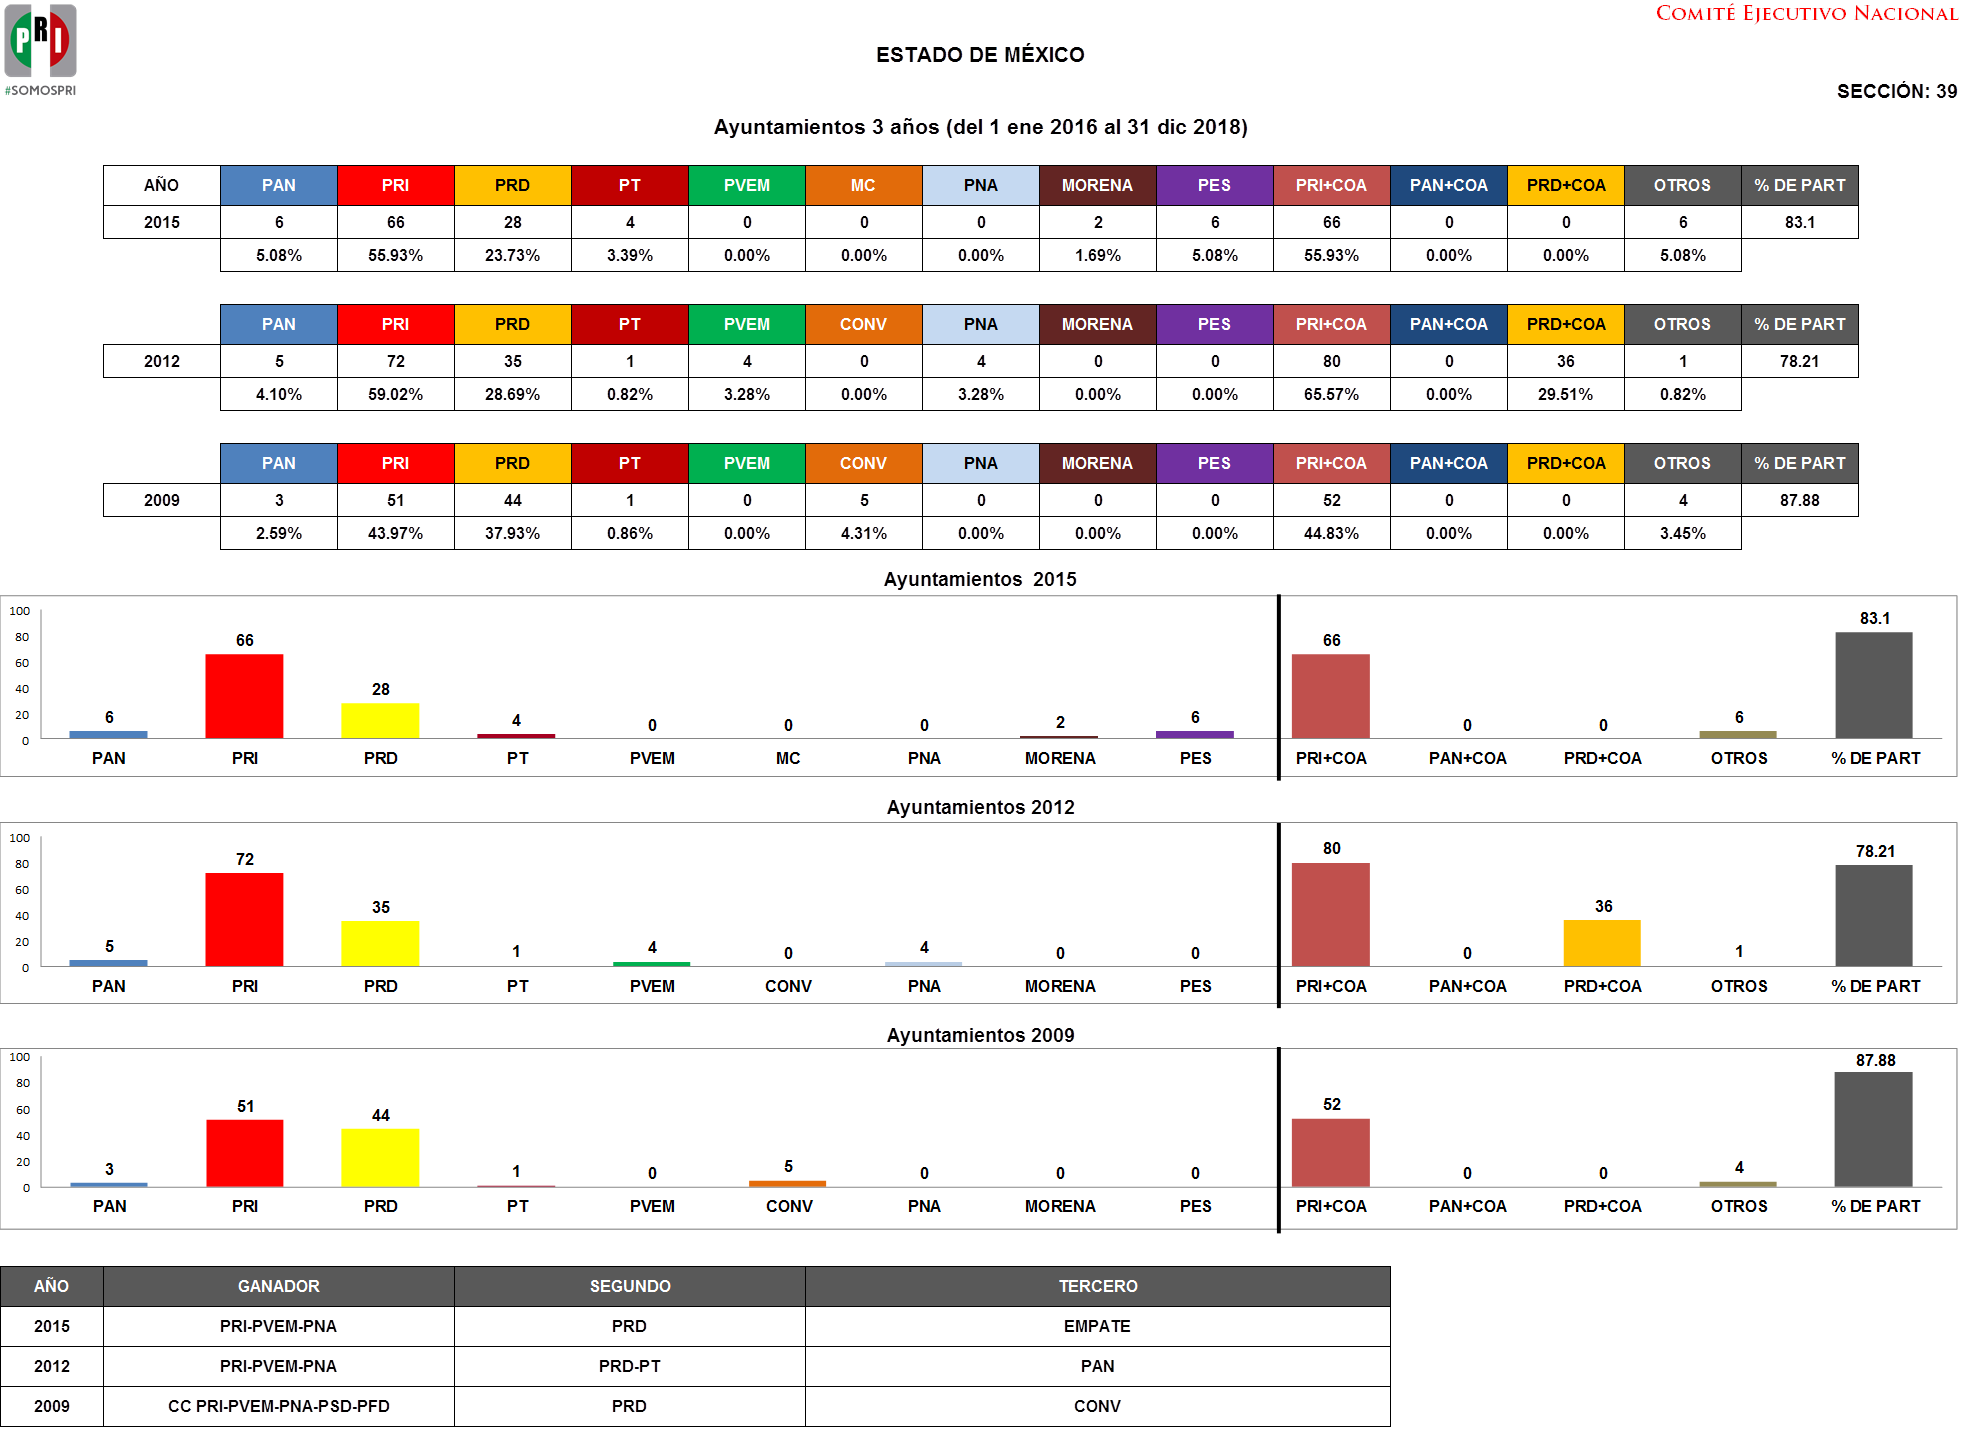 PRI
#SOMOSPRI
COMITÉ EJECUTIVO NACIONAL
ESTADO DE MÉXICO
SECCIÓN: 39
Ayuntamientos 3 años (del 1 ene 2016 al 31 dic 2018)
AÑO PAN PRI PRD PT PVEM MC PNA MORENA PES PRI+COA PAN+COA PRD+COA OTROS % DE PART
2015 6 66 28 4 0 0 0 2 6 66 0 0 6 83.1
5.08% 55.93% 23.73% 3.39% 0.00% 0.00% 0.00% 1.69% 5.08% 55.93% 0.00% 0.00% 5.08%
PAN PRI PRD PT PVEM CONV PNA MORENA PES PRI+COA PAN+COA PRD+COA OTROS % DE PART
2012 5 72 35 1 4 0 4 0 0 80 0 36 1 78.21
4.10% 59.02% 28.69% 0.82% 3.28% 0.00% 3.28% 0.00% 0.00% 65.57% 0.00% 29.51% 0.82%
PAN PRI PRD PT PVEM CONV PNA MORENA PES PRI+COA PAN+COA PRD+COA OTROS % DE PART
2009 3 51 44 1 0 5 0 0 0 52 0 0 4 87.88
2.59% 43.97% 37.93% 0.86% 0.00% 4.31% 0.00% 0.00% 0.00% 44.83% 0.00% 0.00% 3.45%
Ayuntamientos 2015
100
80
60
40
20
0
6 66 28 4 0 0 0 2 6 66 0 0 6 83.1
PAN PRI PRD PT PVEM MC PNA MORENA PES PRI+COA PAN+COA PRD+COA OTROS % DE PART
Ayuntamientos 2012
100
80
60
40
20
0
5 72 35 1 4 0 4 0 0 80 0 36 1 78.21
PAN PRI PRD PT PVEM CONV PNA MORENA PES PRI+COA PAN+COA PRD+COA OTROS % DE PART
Ayuntamientos 2009
100
80
60
40
20
0
3 51 44 1 0 5 0 0 0 52 0 0 4 87.88
PAN PRI PRD PT PVEM CONV PNA MORENA PES PRI+COA PAN+COA PRD+COA OTROS % DE PART
AÑO GANADOR SEGUNDO TERCERO
2015 PRI-PVEM-PNA PRD EMPATE
2012 PRI-PVEM-PNA PRD-PT PAN
2009 CC PRI-PVEM-PNA-PSD-PFD PRD CONV